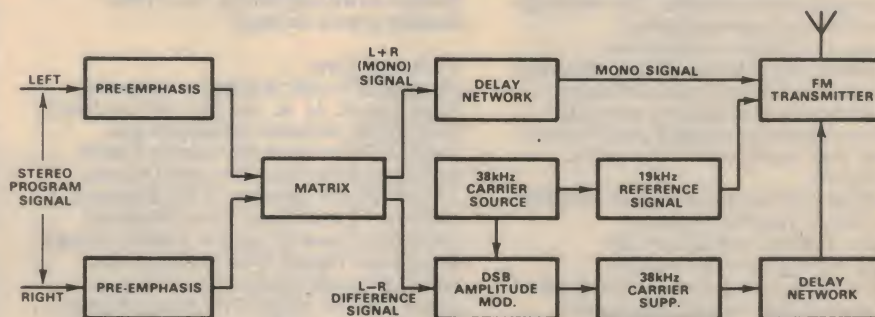 LEFT
PRE-EMPHASIS
STEREO
PROGRAM
SIGNAL
RIGHT
PRE-EMPHASIS
MATRIX
L+R
(MONO)
SIGNAL
L–R
DIFFERENCE SIGNAL
DELAY
NETWORK
MONO SIGNAL
FM
TRANSMITTER
38kHz
CARRIER
SOURCE
19kHz
REFERENCE
SIGNAL
DSB
AMPLITUDE
MOD.
38kHz
CARRIER
SUPP.
DELAY
NETWORK